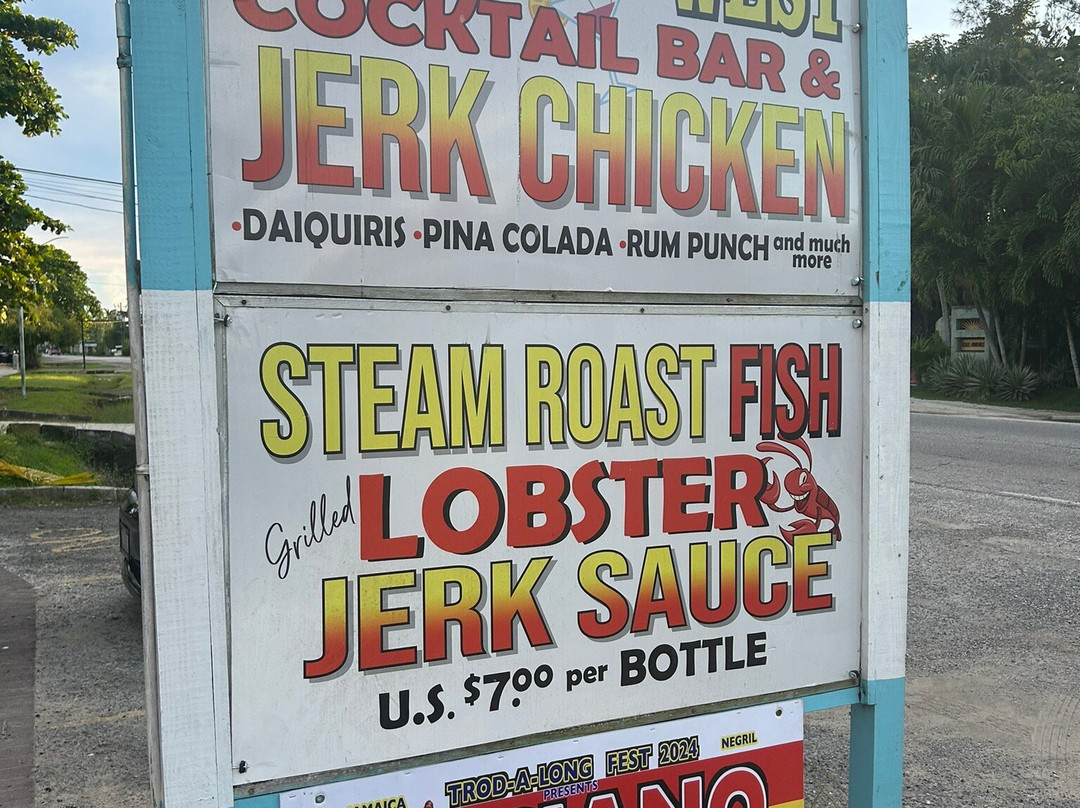 WEST
COCKTAIL BAR &
JERK CHICKEN
•DAIQUIRIS •PINA COLADA •RUM PUNCH and much more
STEAM ROAST FISH
Grilled LOBSTER
JERK SAUCE
U.S. $7.00 per BOTTLE
TROD-A-LONG FEST 2024 NEGRIL
PRESENTS